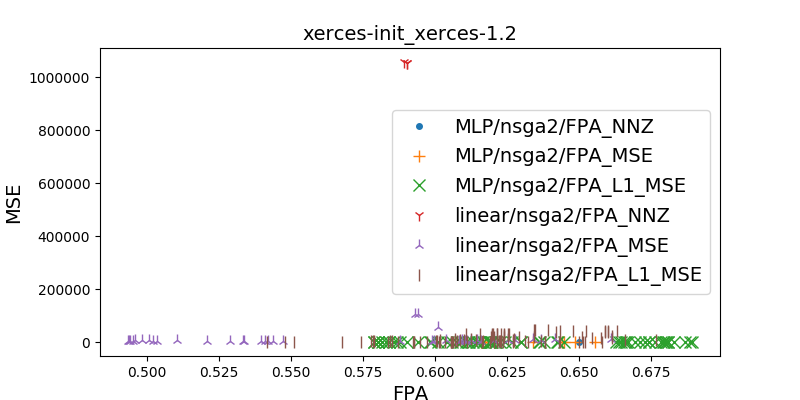 xerces-init_xerces-1.2
MSE
1000000
800000
600000
400000
200000
0
MLP/nsga2/FPA_NNZ
MLP/nsga2/FPA_MSE
MLP/nsga2/FPA_L1_MSE
linear/nsga2/FPA_NNZ
linear/nsga2/FPA_MSE
linear/nsga2/FPA_L1_MSE
0.500 0.525 0.550 0.575 0.600 0.625 0.650 0.675
FPA